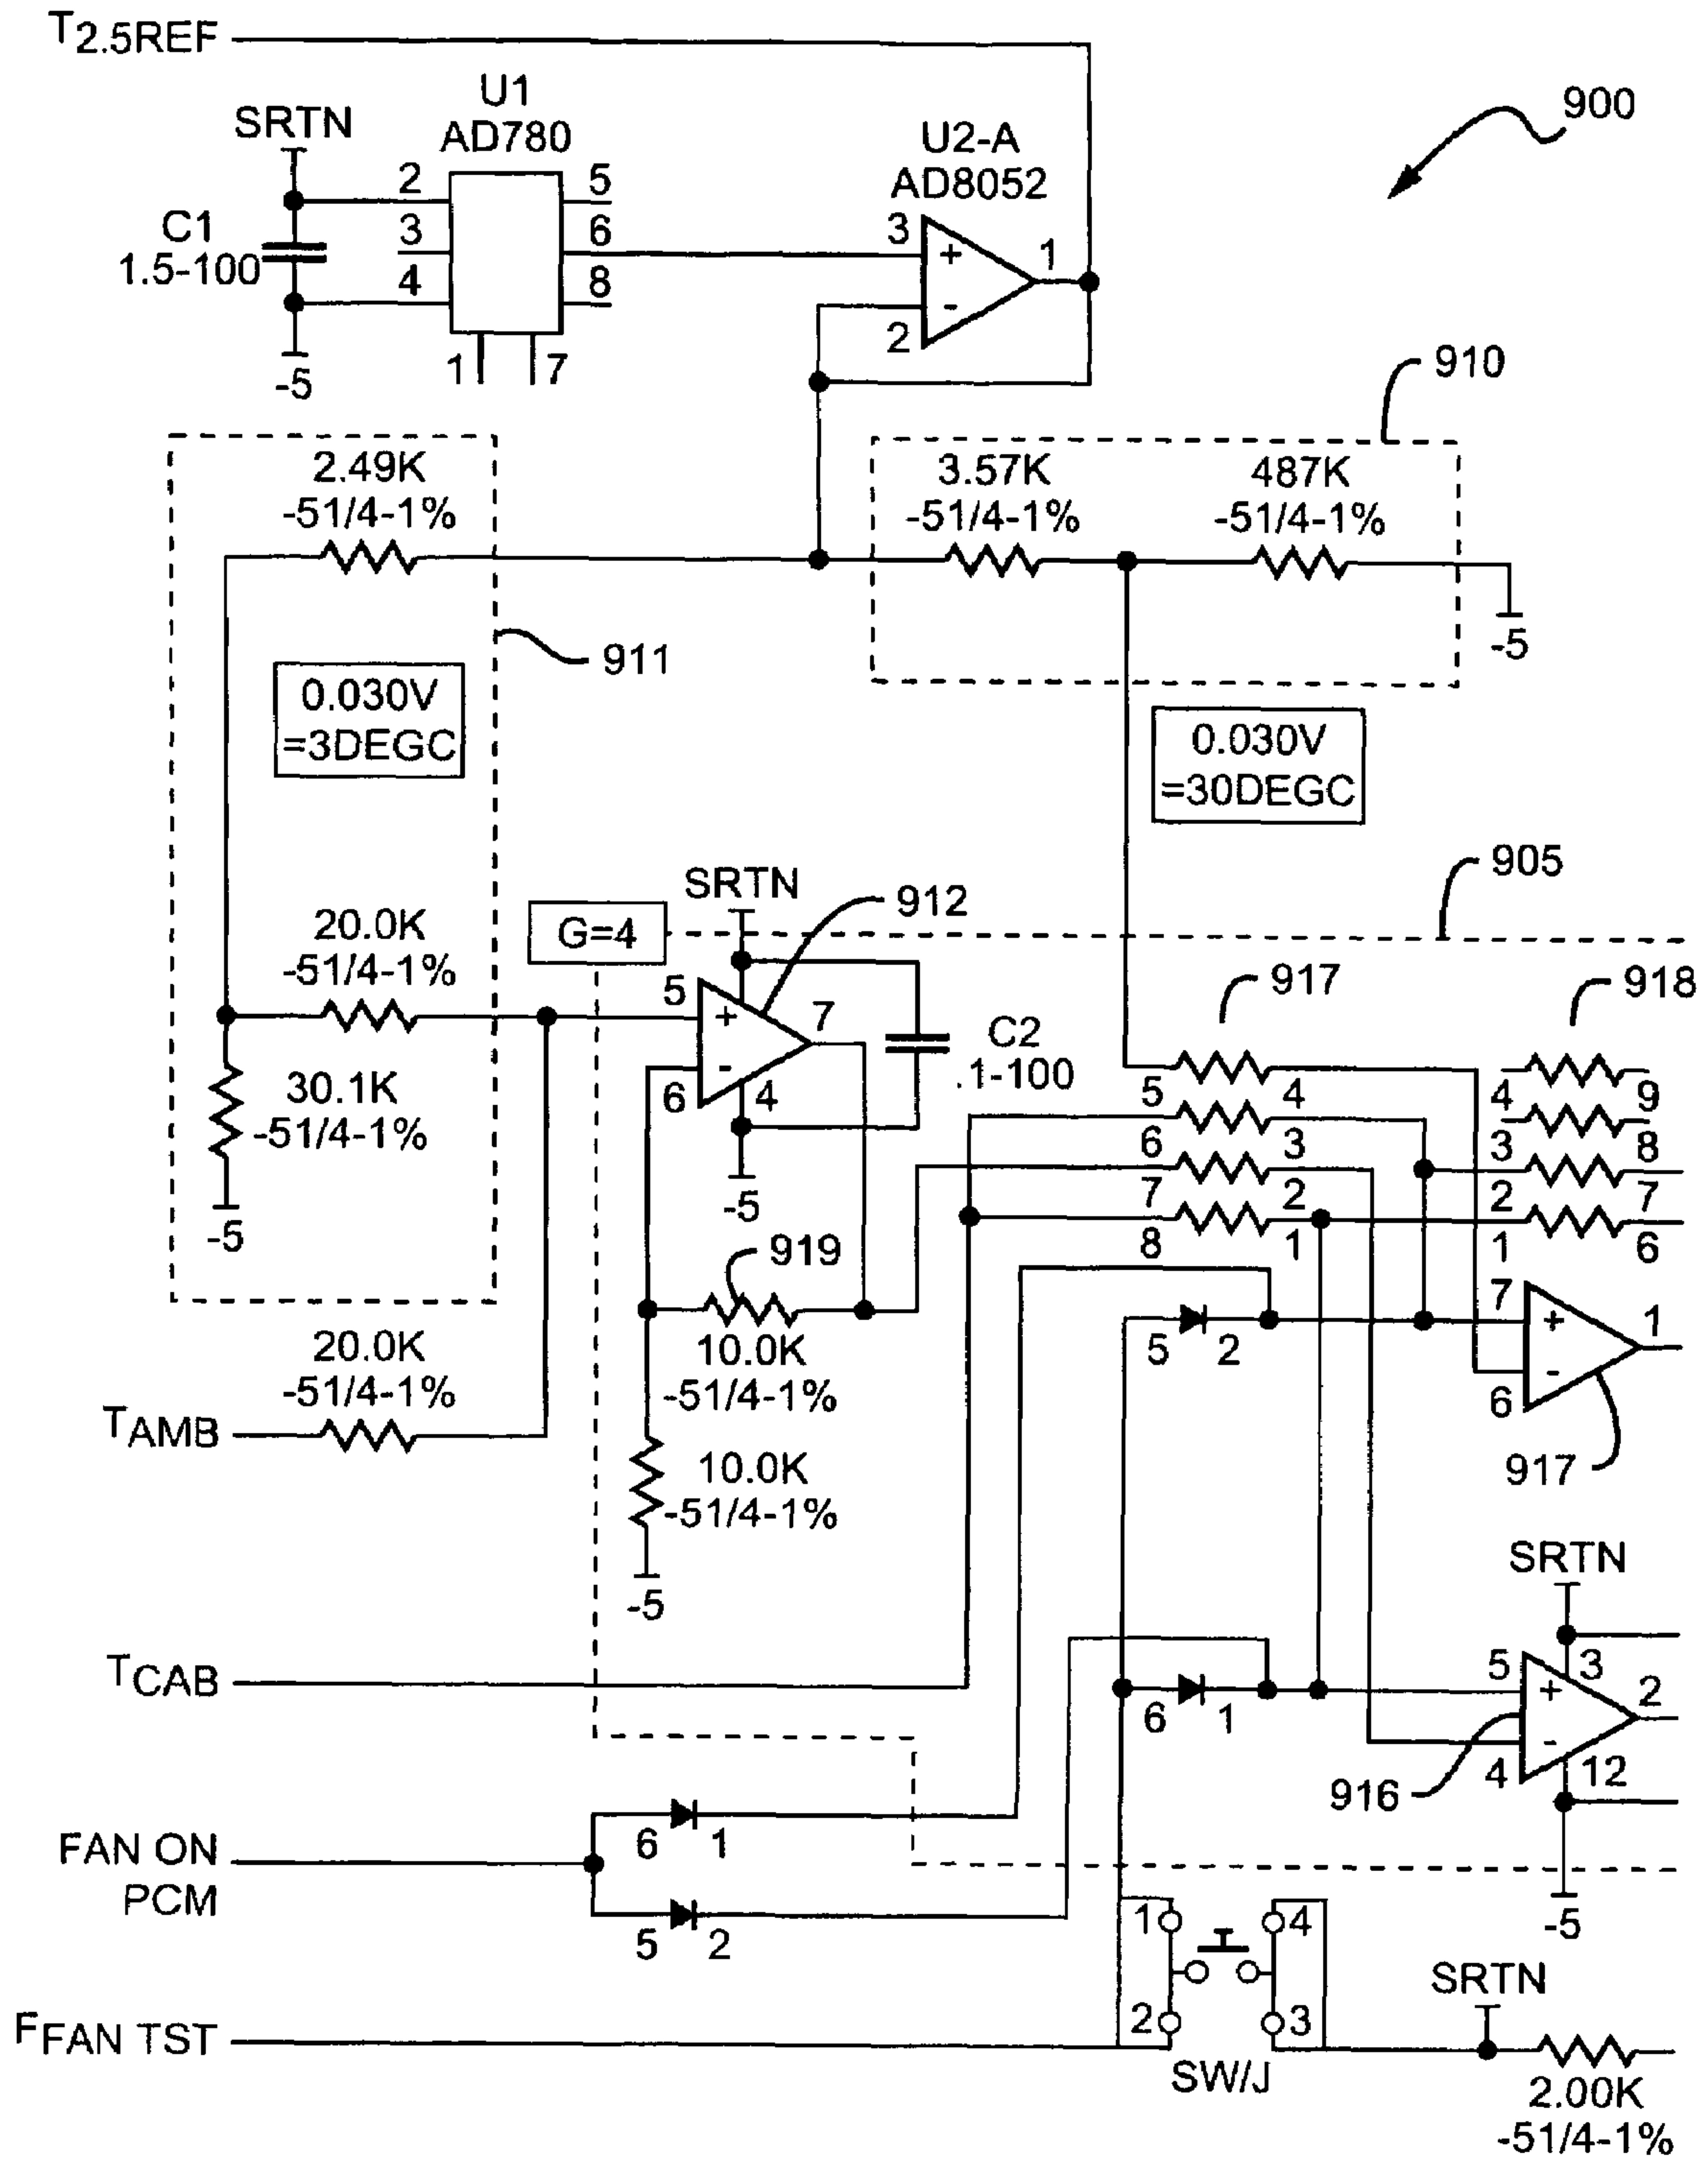 T2.5REF
900
U1
AD780
SRTN
U2-A
AD8052
C1
1.5-100
2
3
4
5
6
8
1
7
-5
3
+
-
2
1
910
2.49K
-51/4-1%
3.57K
-51/4-1%
487K
-51/4-1%
-5
911
0.030V
=3DEGC
0.030V
=30DEGC
905
SRTN
912
G=4
20.0K
-51/4-1%
5
+
-
6
7
4
C2
.1-100
917
918
30.1K
-51/4-1%
-5
-5
5
4
6
3
7
2
8
1
4
9
3
8
2
7
1
6
919
10.0K
-51/4-1%
5
2
7
+
-
6
1
917
20.0K
-51/4-1%
TAMB
10.0K
-51/4-1%
-5
SRTN
TCAB
6
1
5
3
+
-
4
2
12
916
-5
FAN ON
PCM
6
1
5
2
1
4
2
3
SW/J
FFAN TST
SRTN
2.00K
-51/4-1%